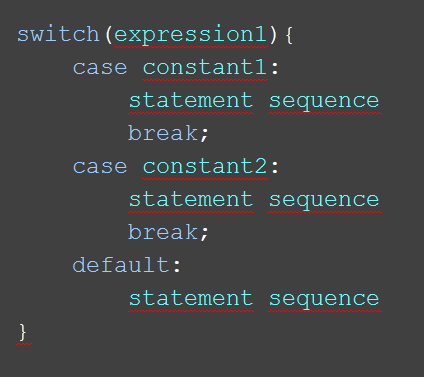 switch(expression1){
case constant1:
statement sequence
break;
case constant2:
statement sequence
break;
default:
statement sequence
}